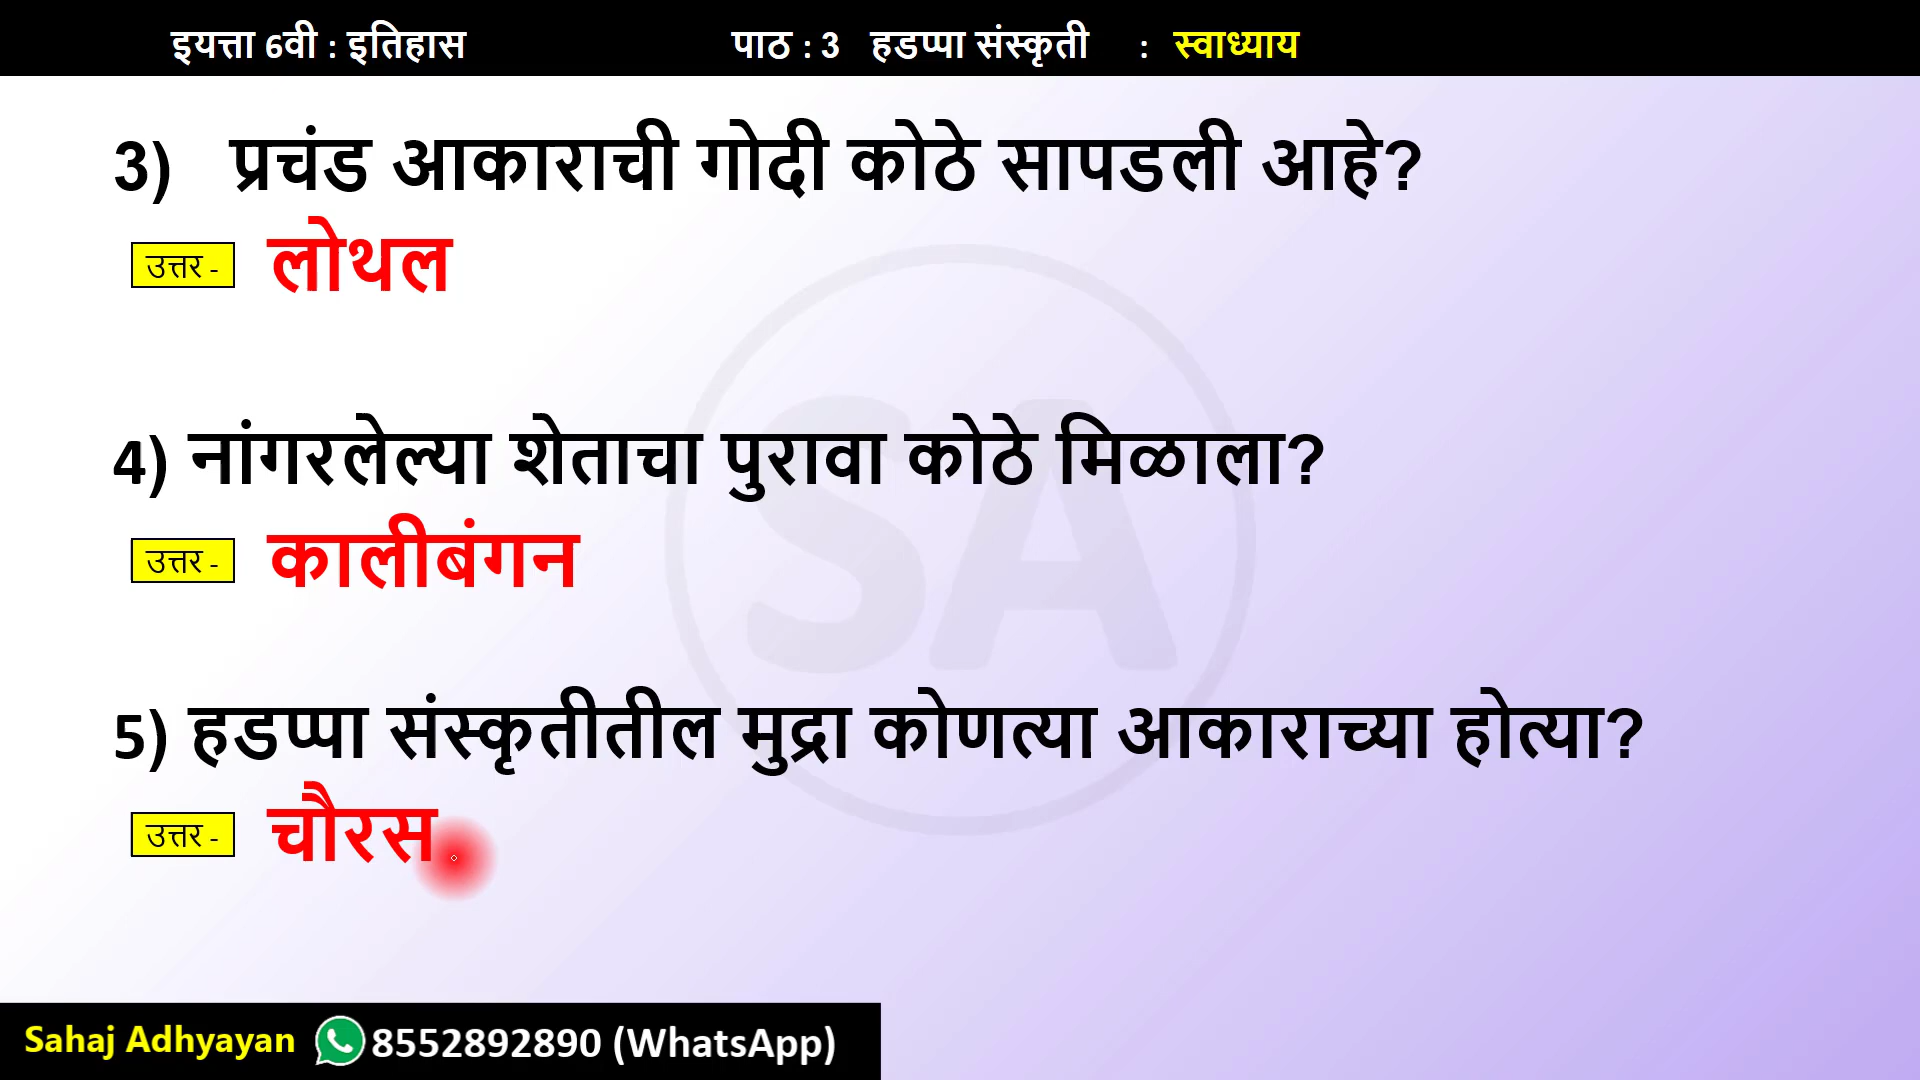 इयत्ता 6वी : इतिहास पाठ : 3 हडप्पा संस्कृती : स्वाध्याय
3) प्रचंड आकाराची गोदी कोठे सापडली आहे?
उत्तर - लोथल
4) नांगरलेल्या शेताचा पुरावा कोठे मिळाला?
उत्तर - कालीबंगन
5) हडप्पा संस्कृतीतील मुद्रा कोणत्या आकाराच्या होत्या?
उत्तर - चौरस.
SA
Sahaj Adhyayan 8552892890 (WhatsApp)